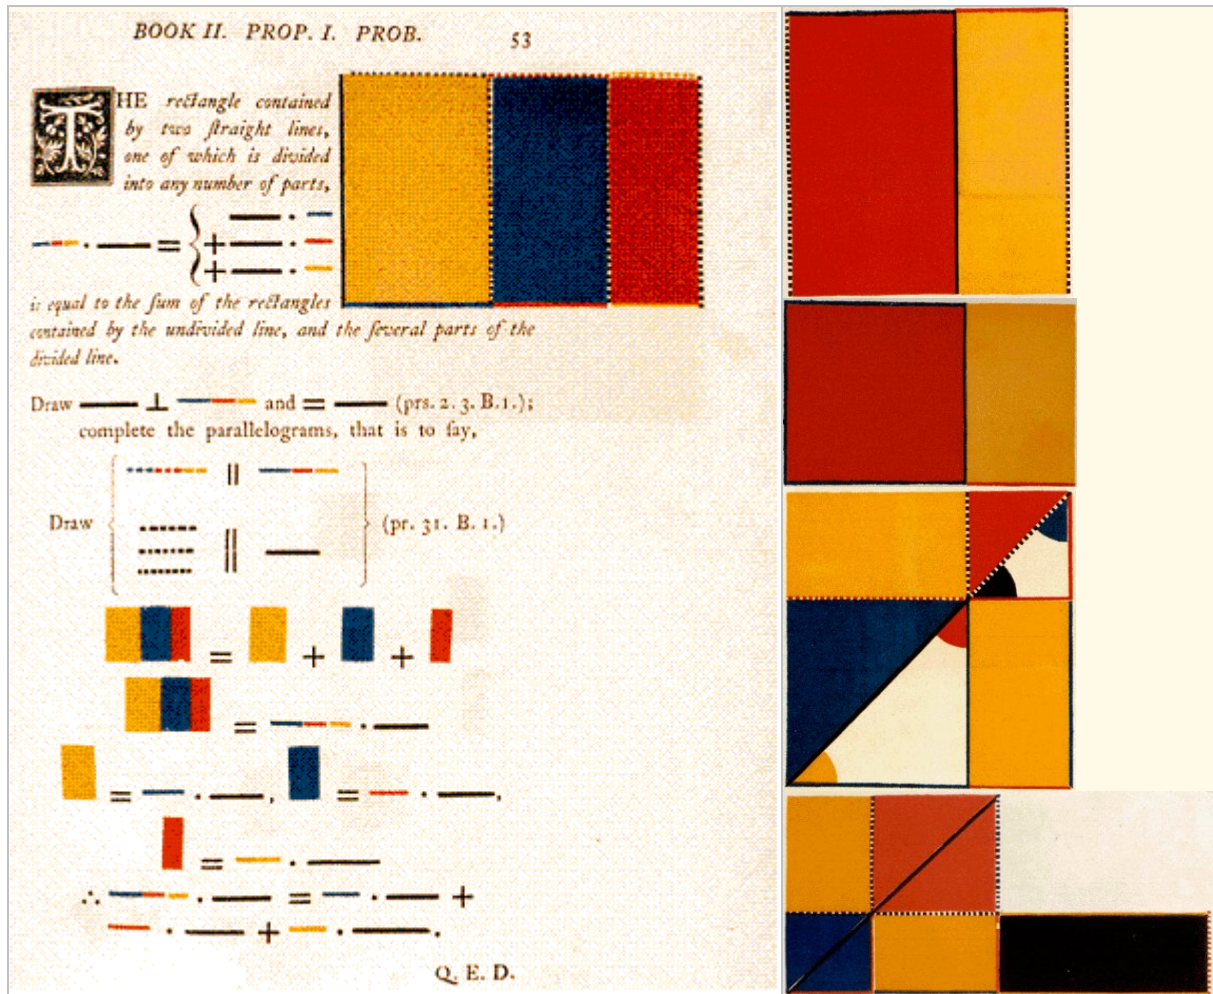 BOOK II. PROP. I. PROB. 53
THE rectangle contained
by two ſtraight lines,
one of which is divided
into any number of parts,
· = { ·
+ ·
+ ·
is equal to the ſum of the rectangles
contained by the undivided line, and the ſeveral parts of the
divided line.
Draw ⊥ and = (prs. 2. 3. B.1.);
complete the parallelograms, that is to ſay,
||
Draw { } (pr. 31. B. 1.)
||
= + +
= ·
= · , = · .
= ·
∴ · = · +
· + · .
Q. E. D.